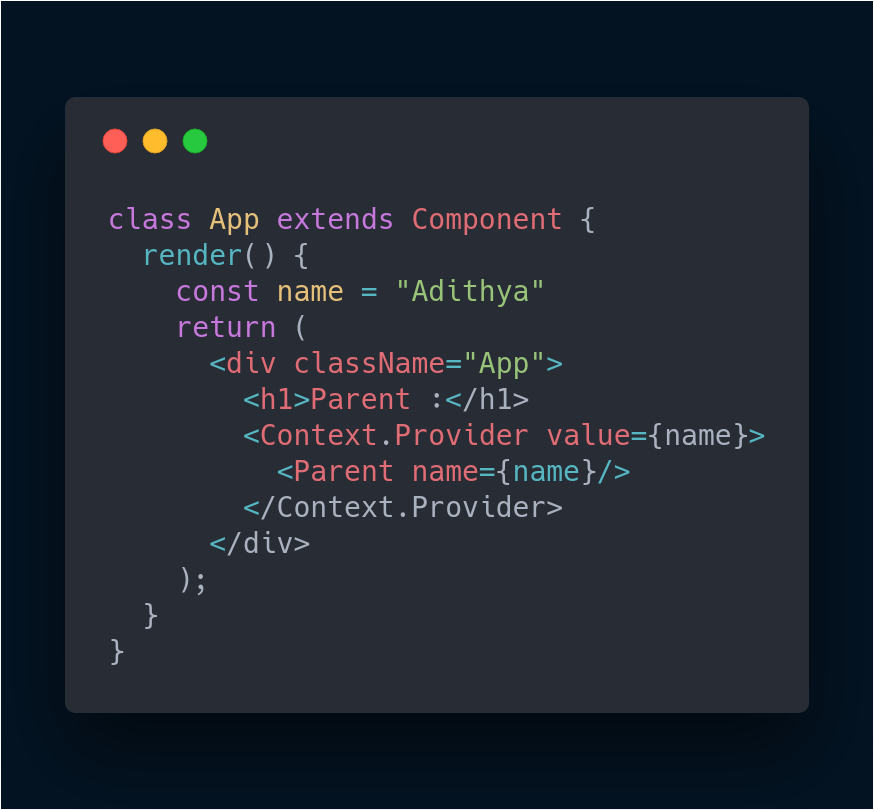 class App extends Component {
  render() {
    const name = "Adithya"
    return (
      <div className="App">
        <h1>Parent :</h1>
        <Context.Provider value={name}>
          <Parent name={name}/>
        </Context.Provider>
      </div>
    );
  }
}